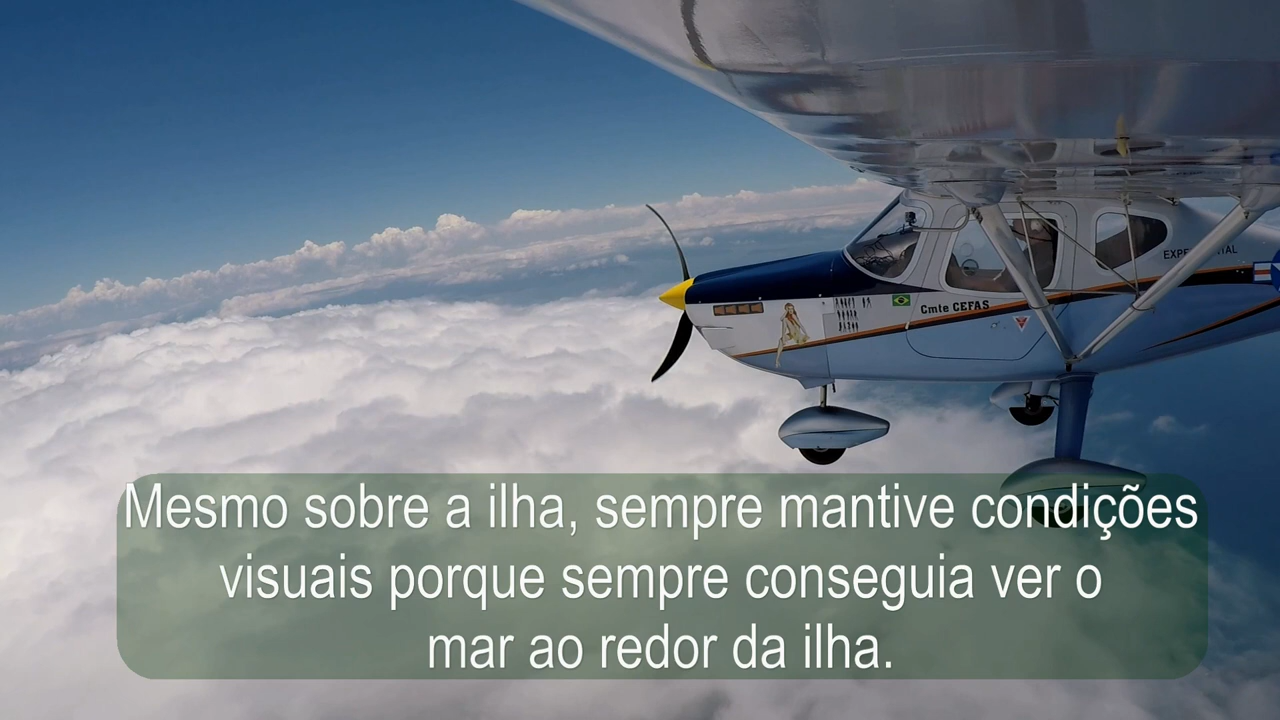 EXPERIMENTAL
Cmte CEFAS
Mesmo sobre a ilha, sempre mantive condições
visuais porque sempre conseguia ver o
mar ao redor da ilha.